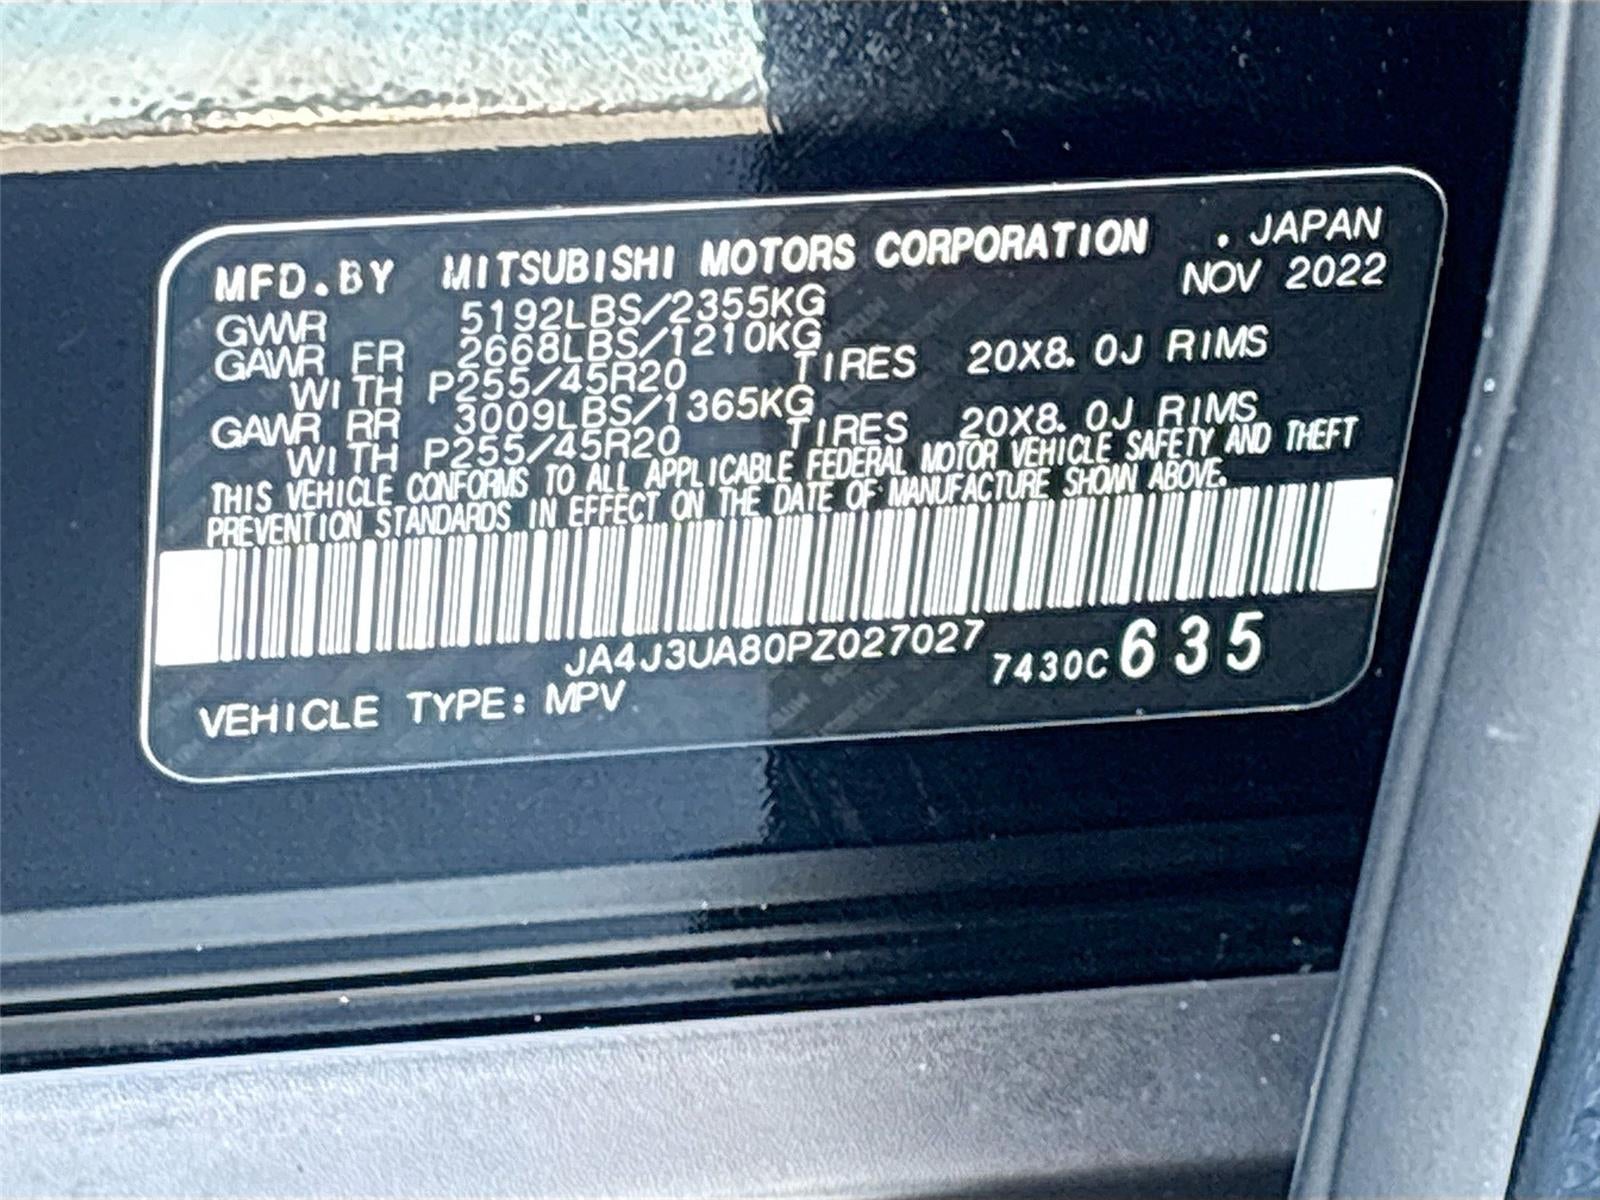 MFD.BY MITSUBISHI MOTORS CORPORATION . JAPAN
NOV 2022
GVWR 5192LBS/2355KG
GAWR FR 2668LBS/1210KG
WITH P255/45R20 TIRES 20X8.0J RIMS
GAWR RR 3009LBS/1365KG
WITH P255/45R20 TIRES 20X8.0J RIMS
THIS VEHICLE CONFORMS TO ALL APPLICABLE FEDERAL MOTOR VEHICLE SAFETY AND THEFT
PREVENTION STANDARDS IN EFFECT ON THE DATE OF MANUFACTURE SHOWN ABOVE.
JA4J3UA80PZ027027 7430C635
VEHICLE TYPE: MPV